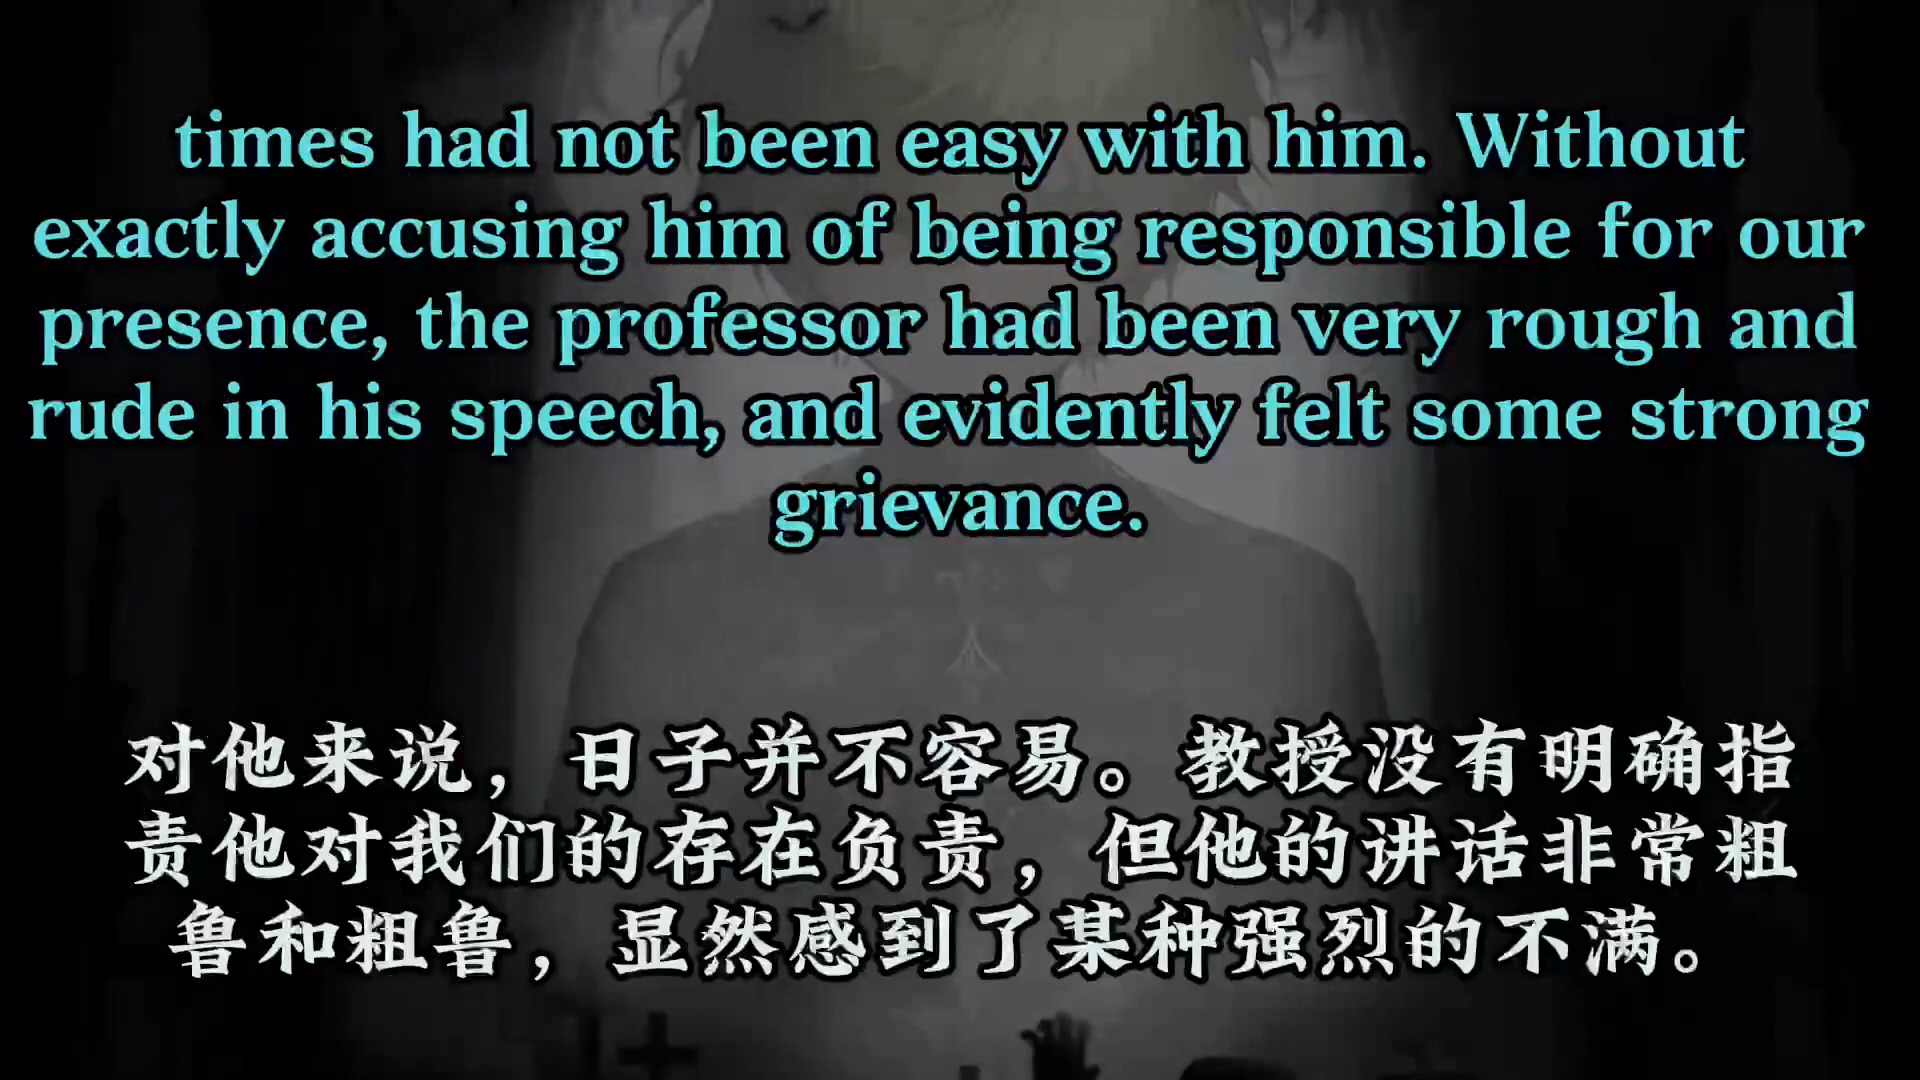 times had not been easy with him. Without
exactly accusing him of being responsible for our
presence, the professor had been very rough and
rude in his speech, and evidently felt some strong
grievance.
对他来说，日子并不容易。教授没有明确指
责他对我们的存在负责，但他的讲话非常粗
鲁和粗鲁，显然感到了某种强烈的不满。